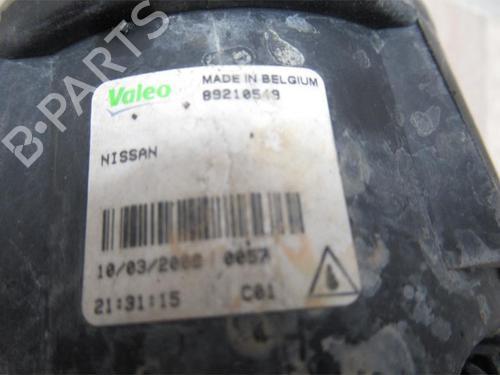 Valeo
MADE IN BELGIUM
89210549
NISSAN
10/03/2008 0057
21:31:15 C01
B-PARTS